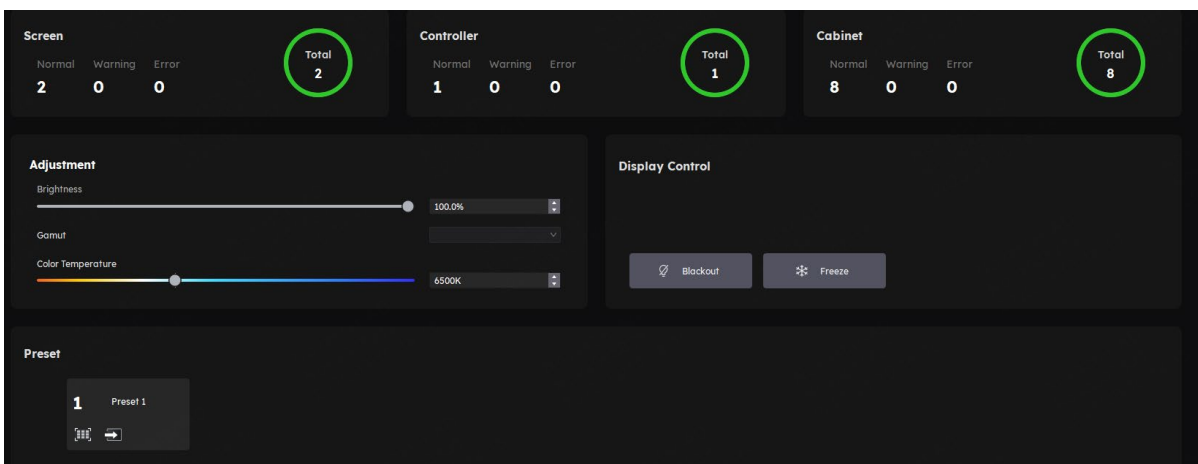 Screen
Normal Warning Error
2 0 0
Total
2
Controller
Normal Warning Error
1 0 0
Total
1
Cabinet
Normal Warning Error
8 0 0
Total
8
Adjustment
Brightness
100.0%
Gamut
Color Temperature
6500K
Display Control
Blackout
Freeze
Preset
1 Preset 1